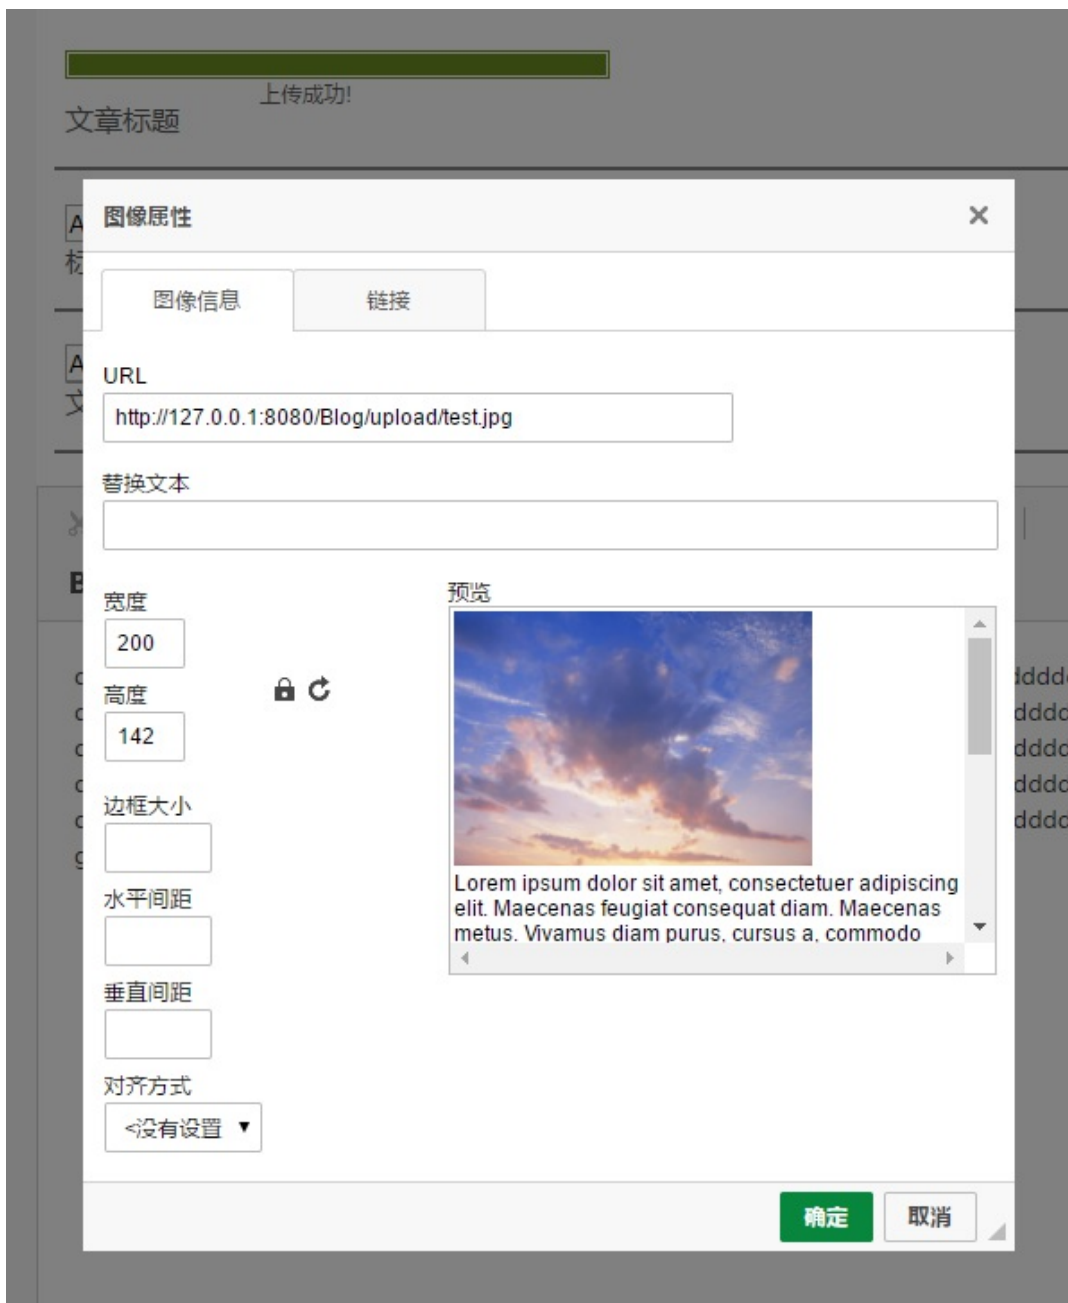 上传成功!
文章标题
图像属性
图像信息 链接
URL
http://127.0.0.1:8080/Blog/upload/test.jpg
替换文本
宽度
200
高度
142
边框大小
水平间距
垂直间距
对齐方式
<没有设置
预览
Lorem ipsum dolor sit amet, consectetuer adipiscing
elit. Maecenas feugiat consequat diam. Maecenas
metus. Vivamus diam purus, cursus a, commodo
确定 取消